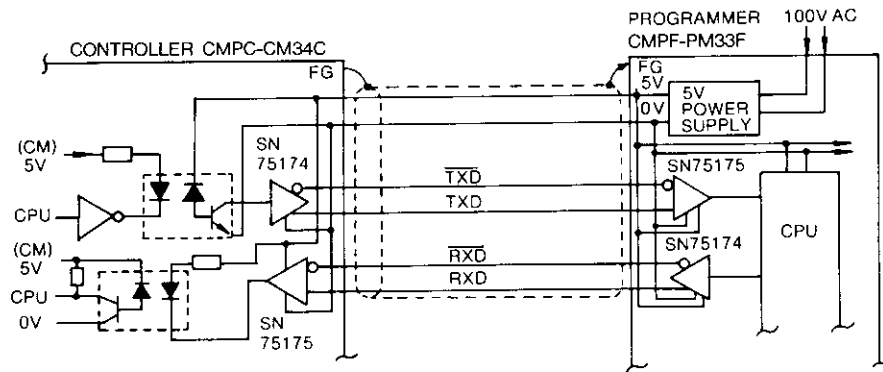 CONTROLLER CMPC-CM34C
FG
PROGRAMMER
CMPF-PM33F
100V AC
FG
5V
0V
5V
POWER
SUPPLY
(CM)
5V
CPU
SN
75174
TXD
TXD
SN75175
CPU
(CM)
5V
CPU
0V
SN
75175
RXD
RXD
SN75174